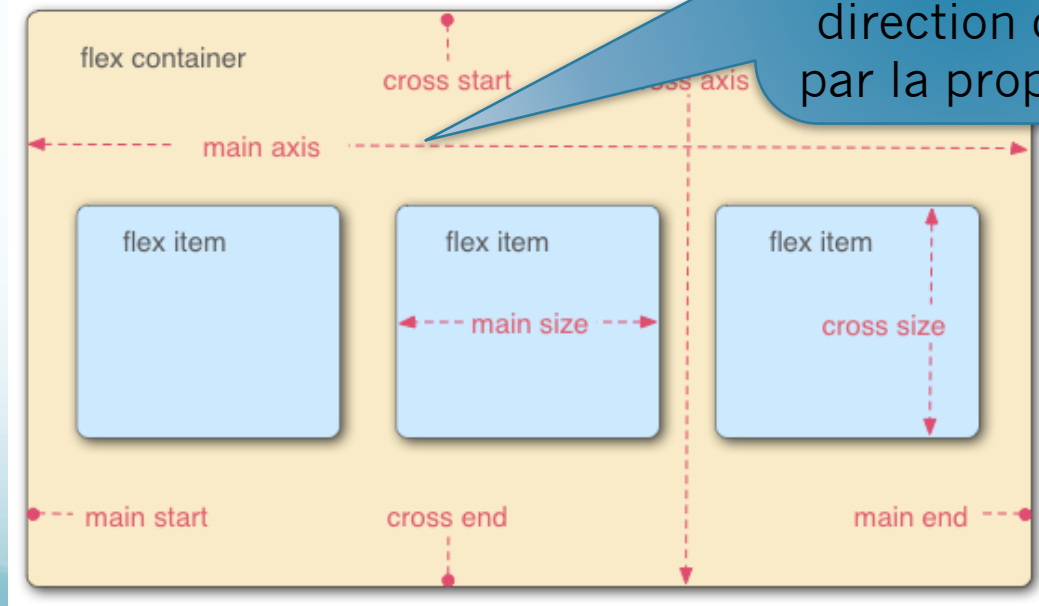 direction
par la
flex container
cross start
axis
main axis
flex item
flex item
flex item
main size
cross size
main start
cross end
main end